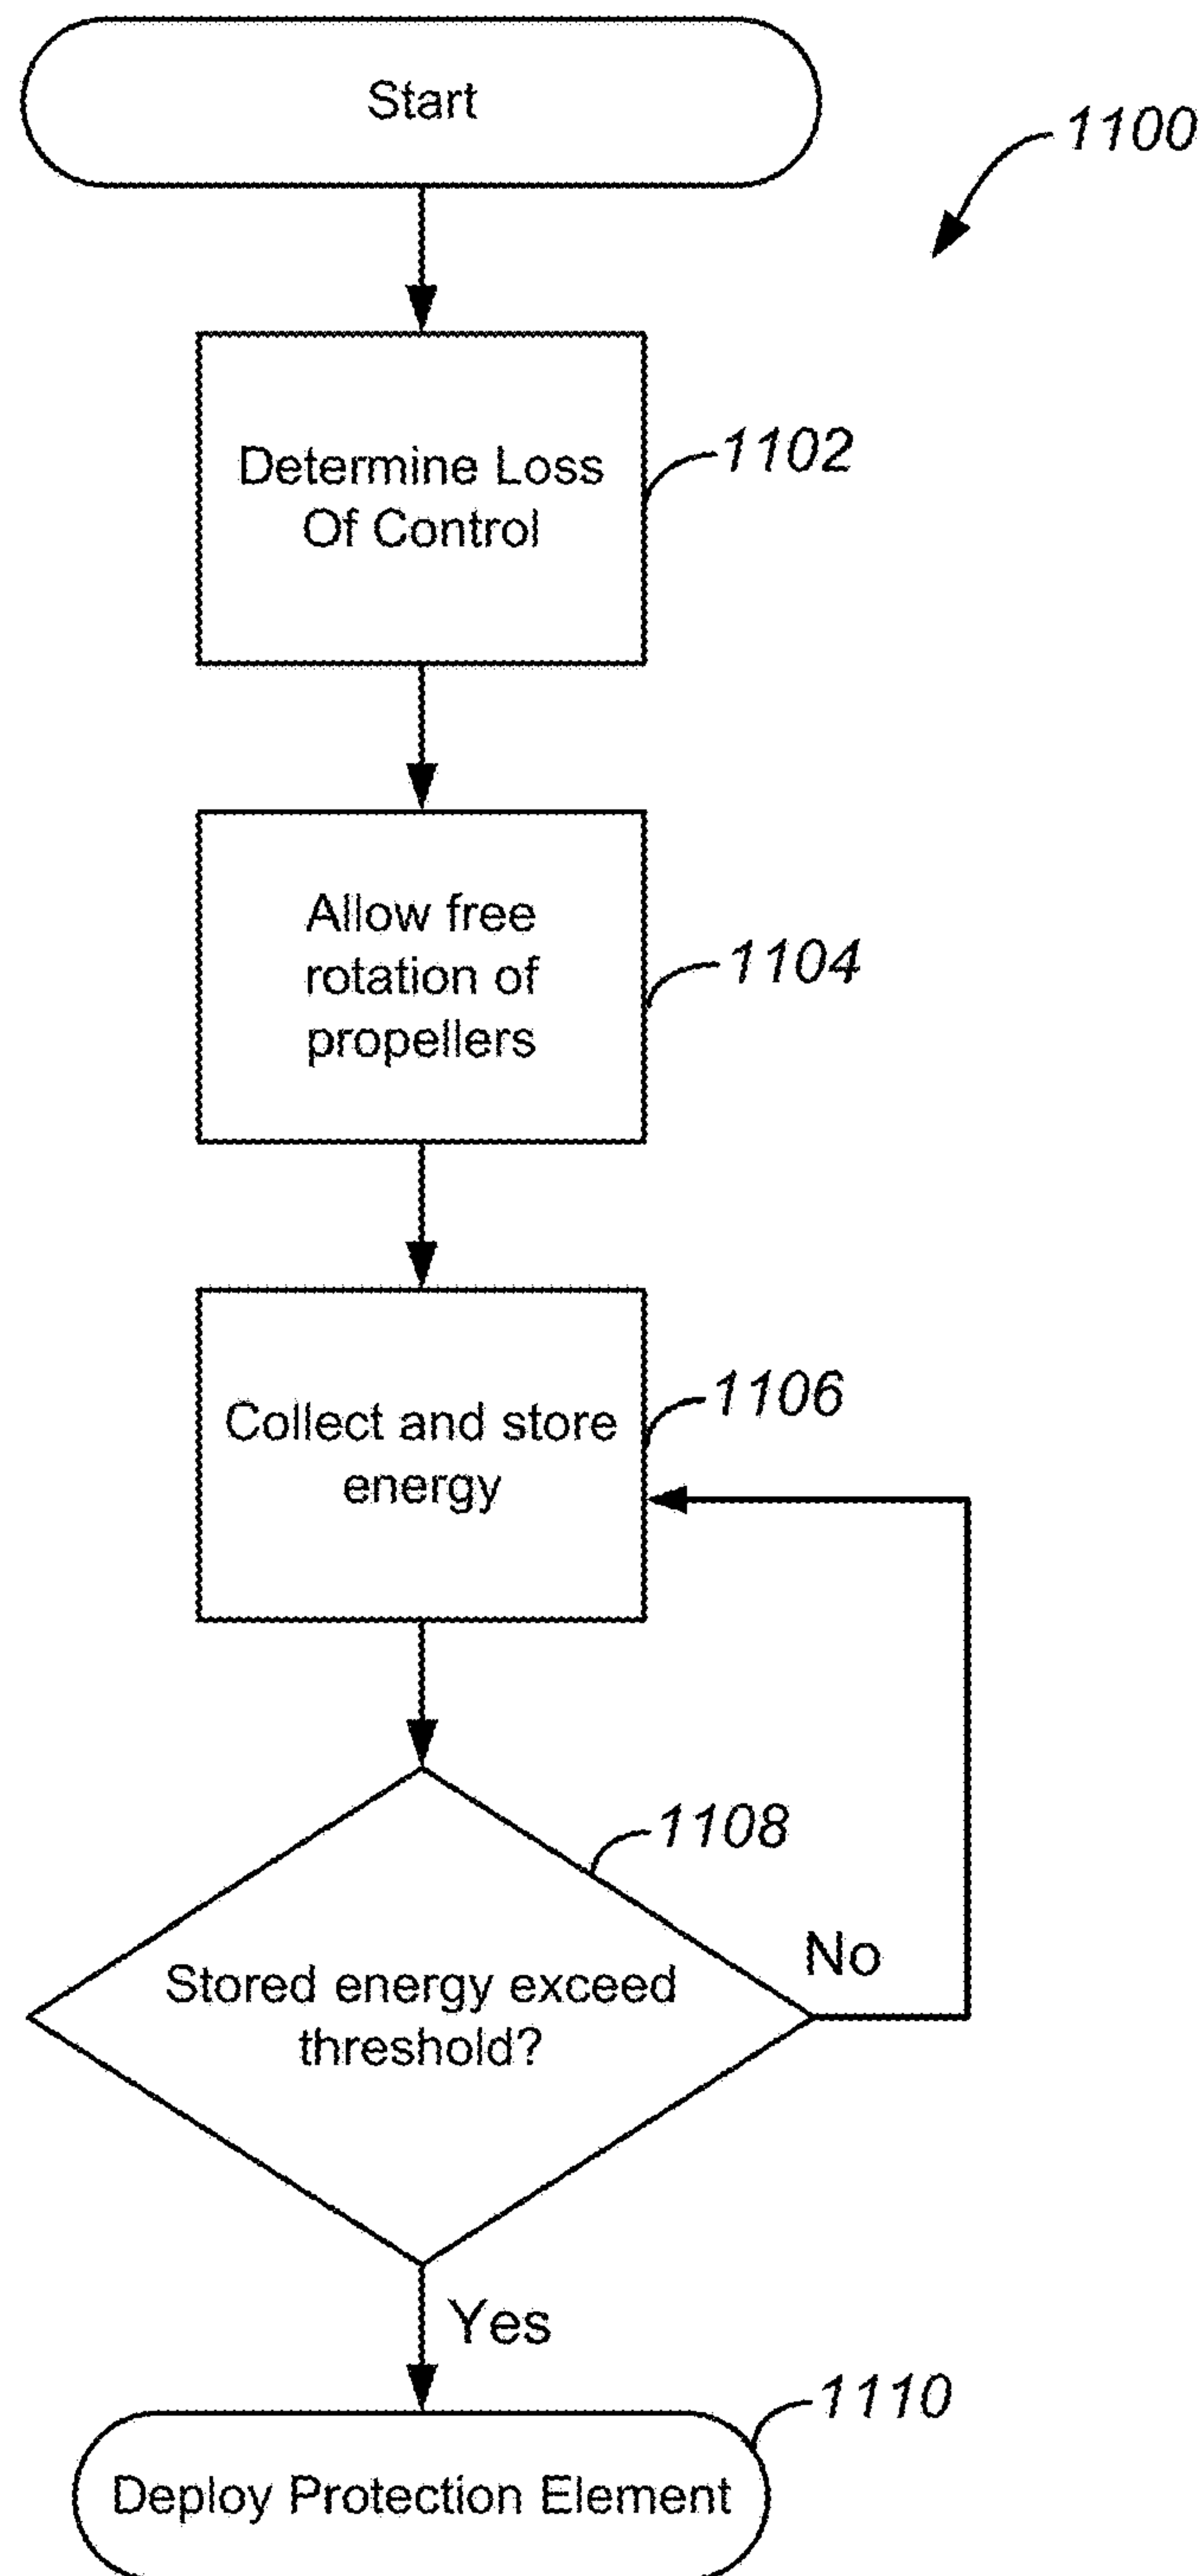 Start
1100
Determine Loss
Of Control
1102
Allow free
rotation of
propellers
1104
Collect and store
energy
1106
Stored energy exceed
threshold?
1108
No
Yes
Deploy Protection Element
1110